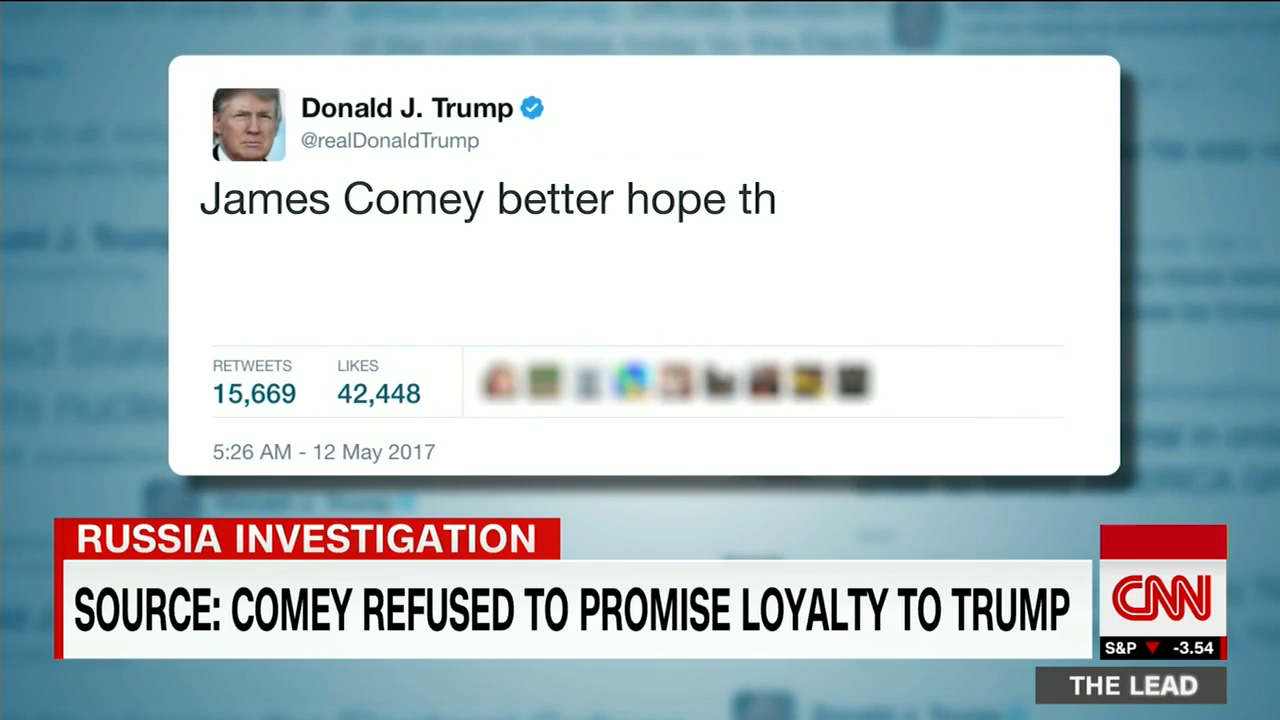 Donald J. Trump
@realDonaldTrump
James Comey better hope th
RETWEETS LIKES
15,669 42,448
5:26 AM - 12 May 2017
RUSSIA INVESTIGATION
SOURCE: COMEY REFUSED TO PROMISE LOYALTY TO TRUMP
CNN
S&P -3.54
THE LEAD